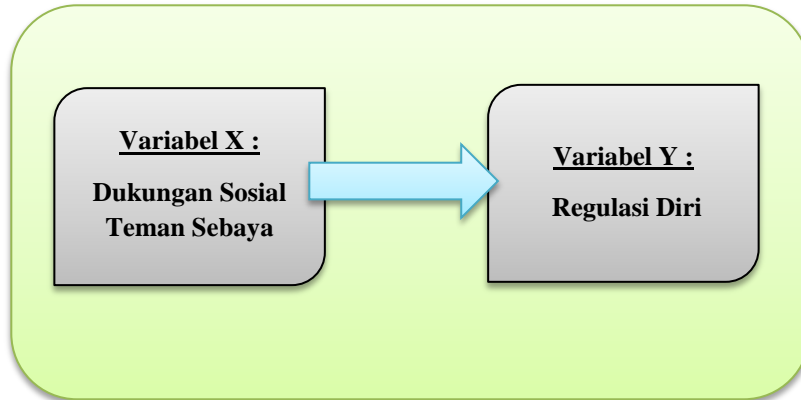 Variabel X :
Dukungan Sosial
Teman Sebaya
Variabel Y :
Regulasi Diri